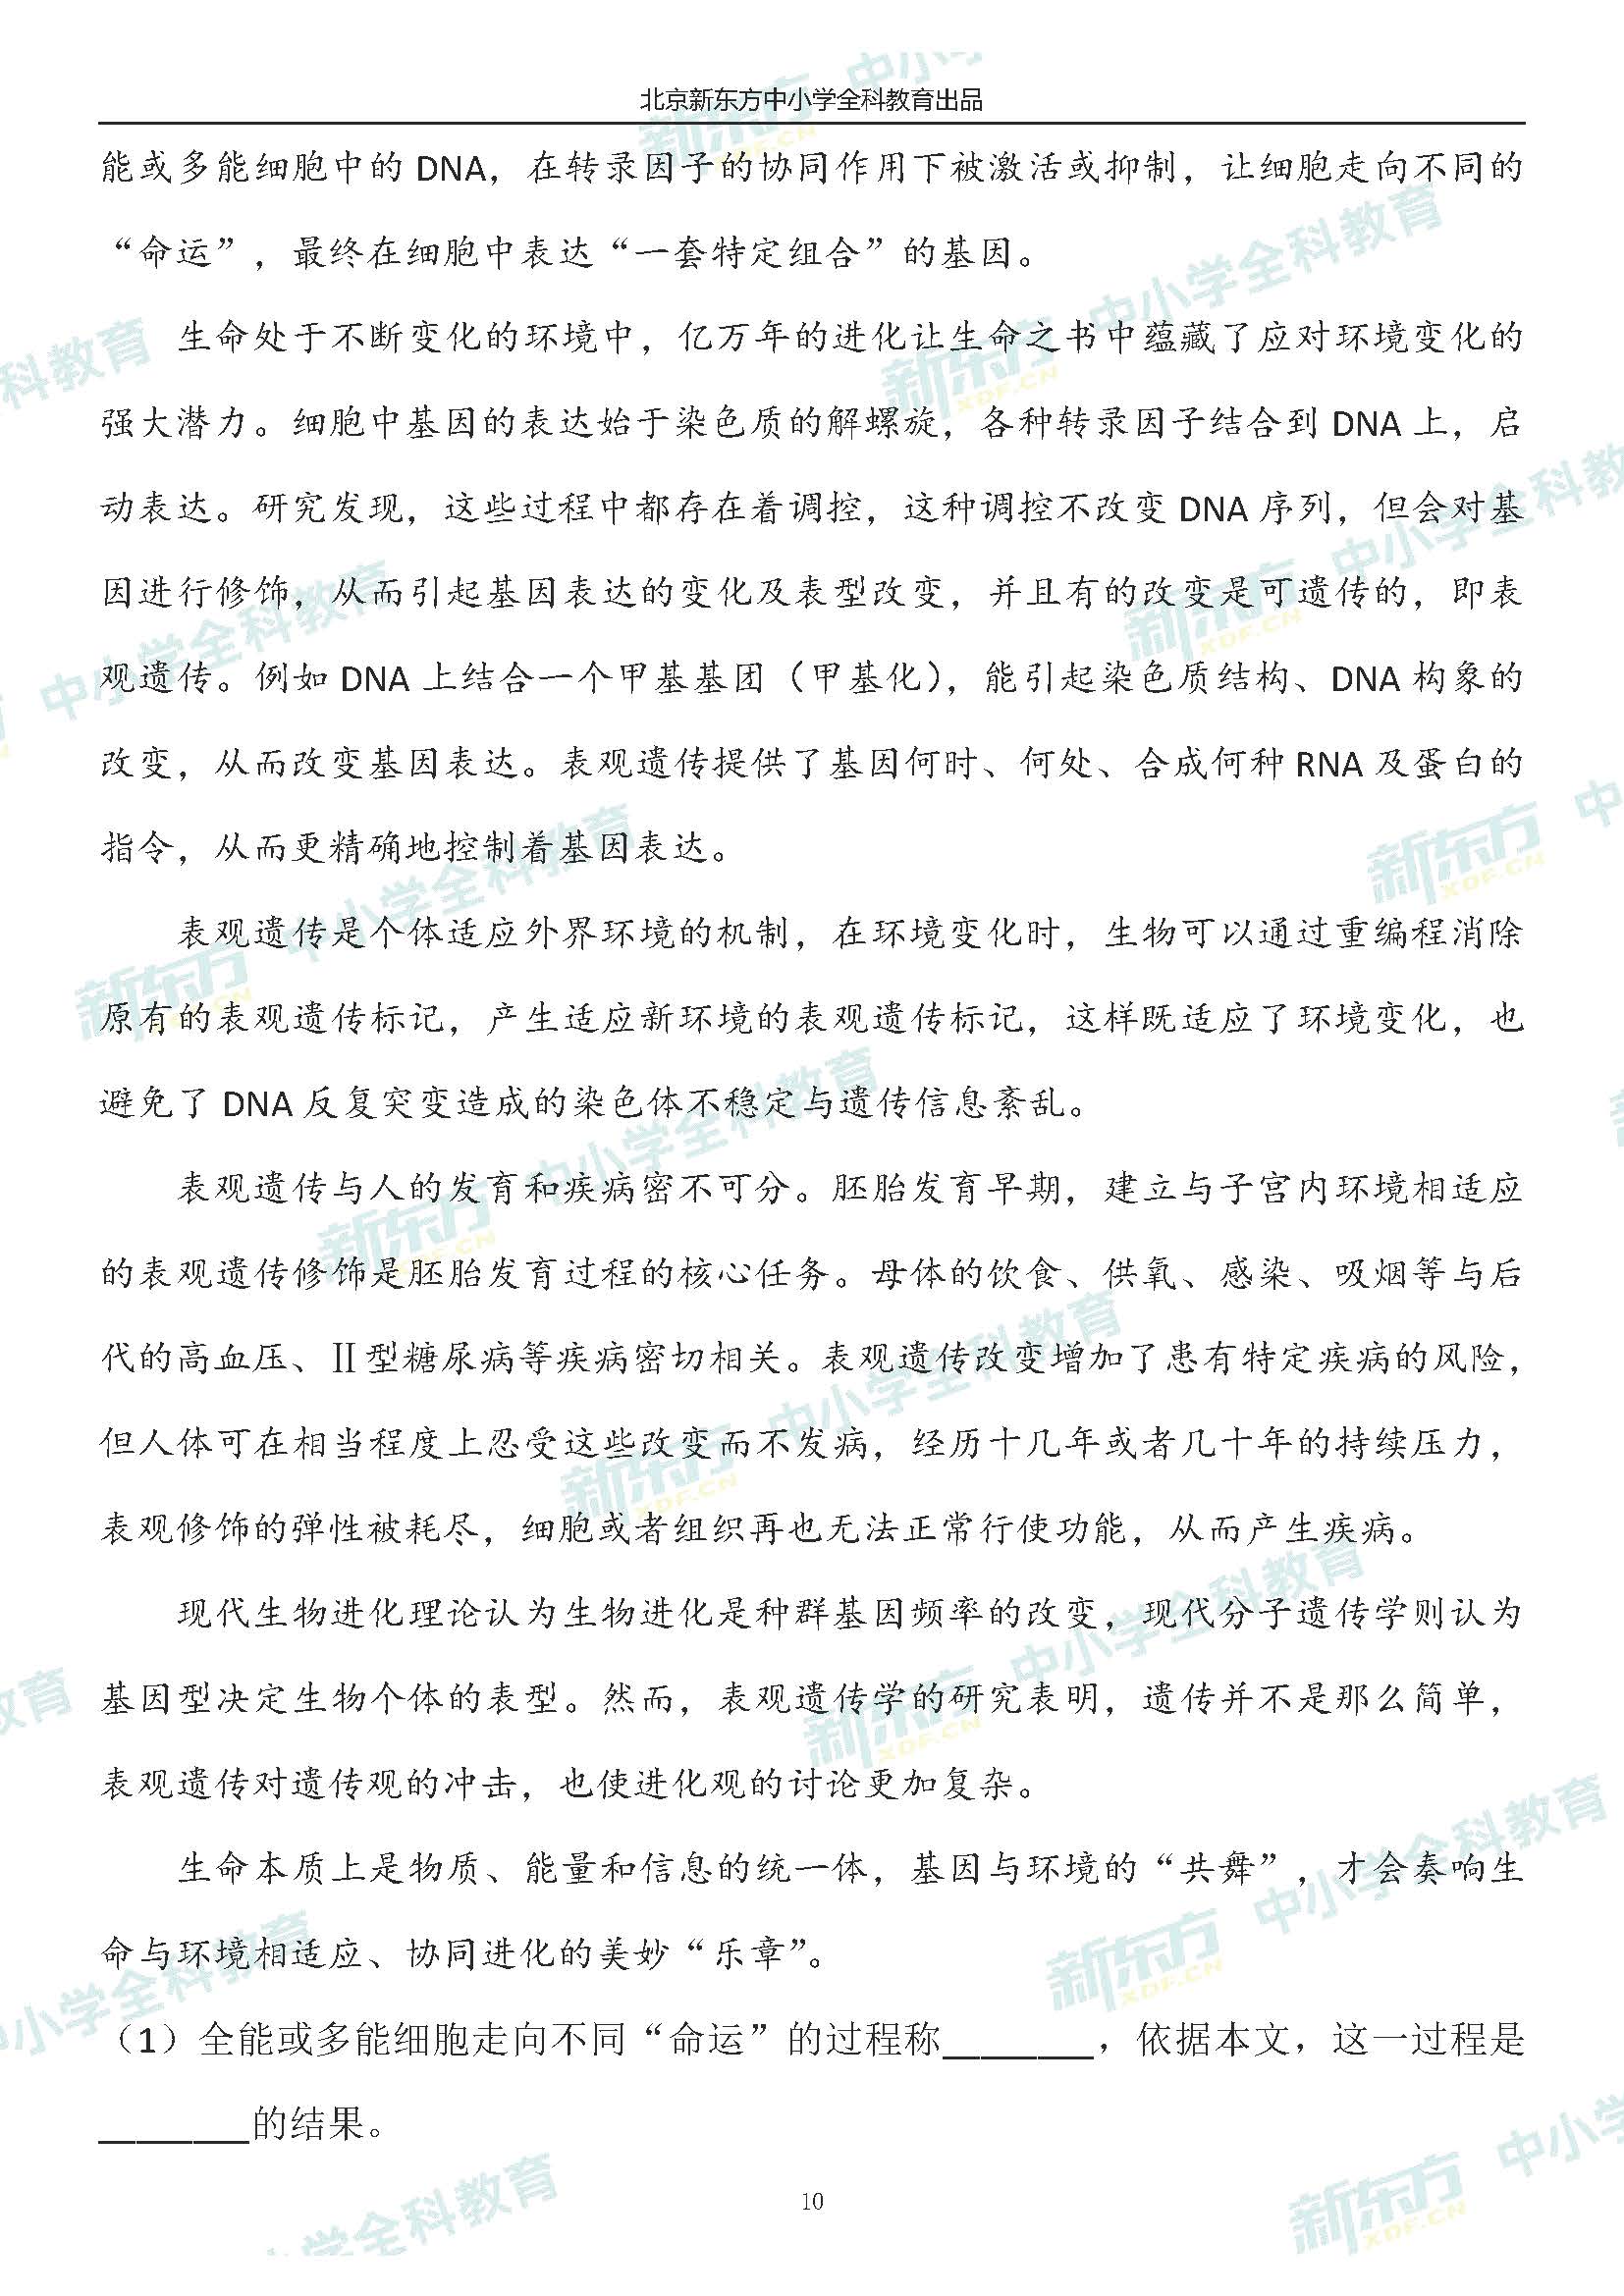 北京新东方中小学全科教育出品
能或多能细胞中的 DNA，在转录因子的协同作用下被激活或抑制，让细胞走向不同的
“命运”，最终在细胞中表达“一套特定组合”的基因。
生命处于不断变化的环境中，亿万年的进化让生命之书中蕴藏了应对环境变化的
强大潜力。细胞中基因的表达始于染色质的解螺旋，各种转录因子结合到 DNA 上，启
动表达。研究发现，这些过程中都存在着调控，这种调控不改变 DNA 序列，但会对基
因进行修饰，从而引起基因表达的变化及表型改变，并且有的改变是可遗传的，即表
观遗传。例如 DNA 上结合一个甲基基团（甲基化），能引起染色质结构、DNA 构象的
改变，从而改变基因表达。表观遗传提供了基因何时、何处、合成何种 RNA 及蛋白的
指令，从而更精确地控制着基因表达。
表观遗传是个体适应外界环境的机制，在环境变化时，生物可以通过重编程消除
原有的表观遗传标记，产生适应新环境的表观遗传标记，这样既适应了环境变化，也
避免了 DNA 反复突变造成的染色体不稳定与遗传信息紊乱。
表观遗传与人的发育和疾病密不可分。胚胎发育早期，建立与子宫内环境相适应
的表观遗传修饰是胚胎发育过程的核心任务。母体的饮食、供氧、感染、吸烟等与后
代的高血压、Ⅱ型糖尿病等疾病密切相关。表观遗传改变增加了患有特定疾病的风险，
但人体可在相当程度上忍受这些改变而不发病，经历十几年或者几十年的持续压力，
表观修饰的弹性被耗尽，细胞或者组织再也无法正常行使功能，从而产生疾病。
现代生物进化理论认为生物进化是种群基因频率的改变，现代分子遗传学则认为
基因型决定生物个体的表型。然而，表观遗传学的研究表明，遗传并不是那么简单，
表观遗传对遗传观的冲击，也使进化观的讨论更加复杂。
生命本质上是物质、能量和信息的统一体，基因与环境的“共舞”，才会奏响生
命与环境相适应、协同进化的美妙“乐章”。
（1）全能或多能细胞走向不同“命运”的过程称________，依据本文，这一过程是
________的结果。
10